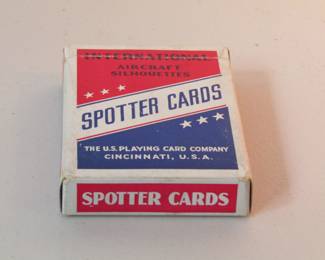 INTERNATIONAL
AIRCRAFT
SILHOUETTES
SPOTTER CARDS
THE U.S. PLAYING CARD COMPANY
CINCINNATI, U.S.A.
SPOTTER CARDS